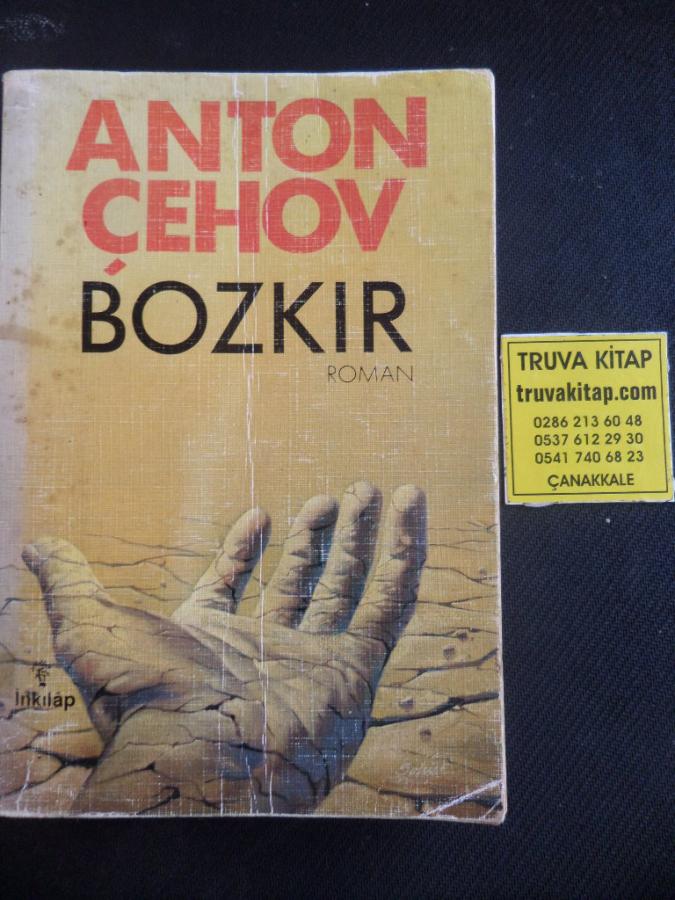 ANTON
ÇEHOV
BOZKIR
ROMAN
İnkılâp
TRUVA KİTAP
truvakitap.com
0286 213 60 48
0537 612 29 30
0541 740 68 23
ÇANAKKALE